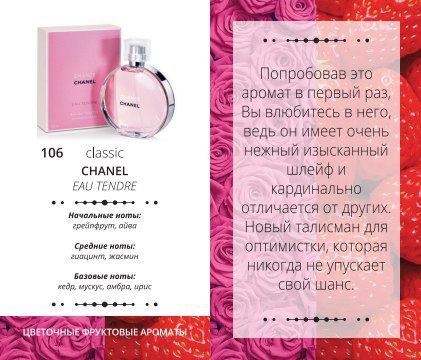 CHANEL
EAU TENDRE
CHANEL
106 classic
CHANEL
EAU TENDRE
Начальные ноты:
грейпфрут, айва
Средние ноты:
гиацинт, жасмин
Базовые ноты:
кедр, мускус, амбра, ирис
ЦВЕТОЧНЫЕ ФРУКТОВЫЕ АРОМАТЫ
Попробовав это
аромат в первый раз,
Вы влюбитесь в него,
ведь он имеет очень
нежный изысканный
шлейф и
кардинально
отличается от других.
Новый талисман для
оптимистки, которая
никогда не упускает
свой шанс.